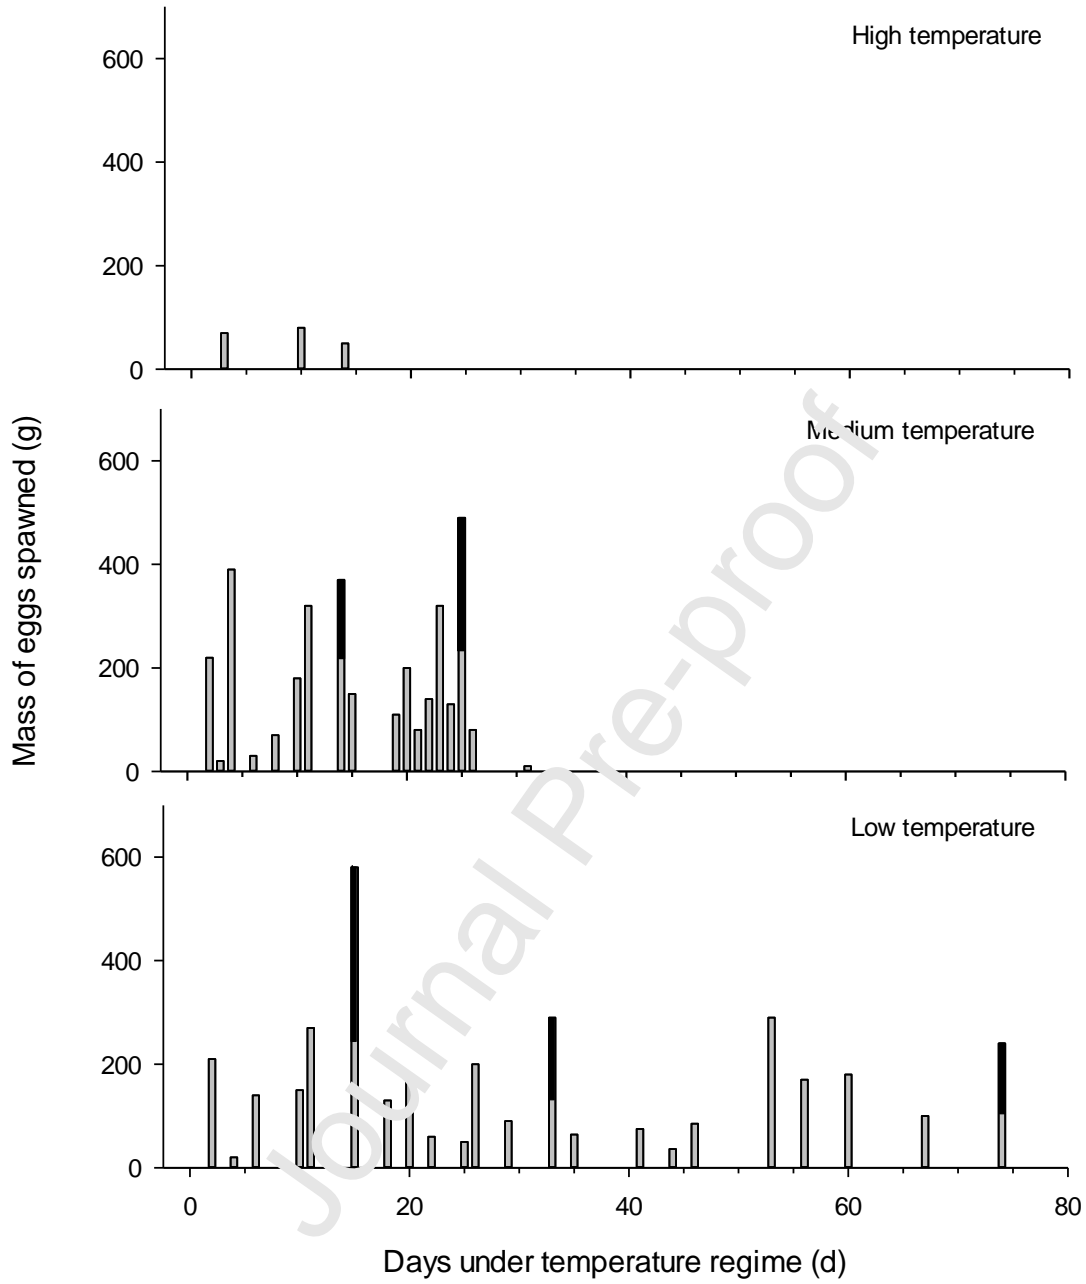 High temperature
600
400
200
0
Mass of eggs spawned (g)
Medium temperature
600
400
200
0
Low temperature
600
400
200
0
0 20 40 60 80
Days under temperature regime (d)
Journal Pre-proof